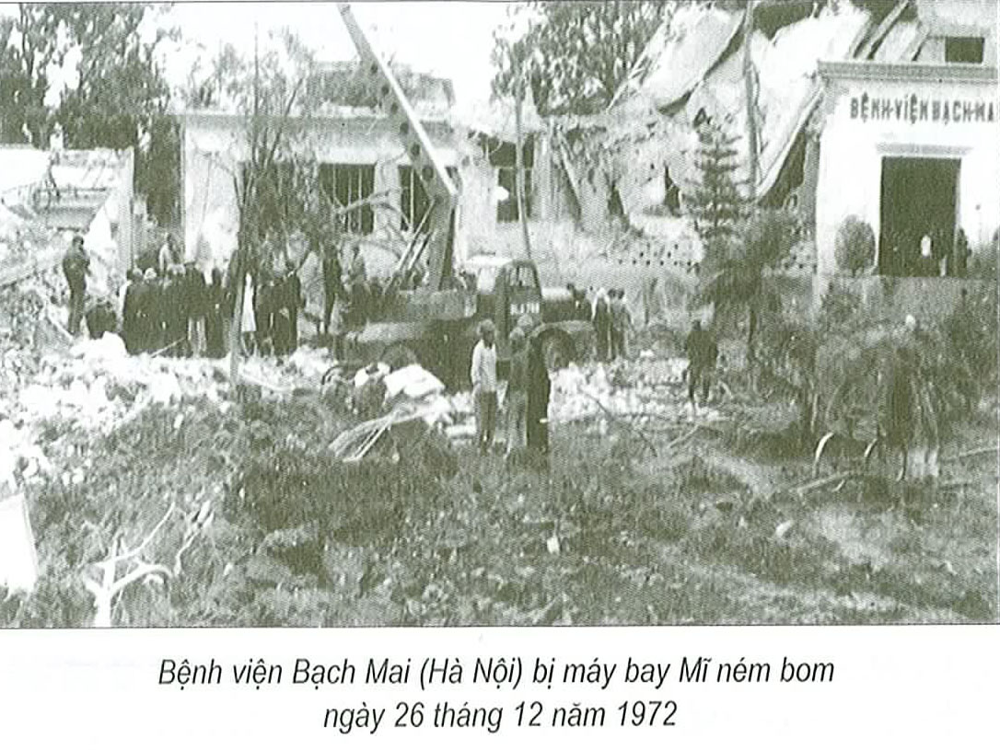 BỆNH·VIỆN BẠCH·MA
Bệnh viện Bạch Mai (Hà Nội) bị máy bay Mĩ ném bom
ngày 26 tháng 12 năm 1972